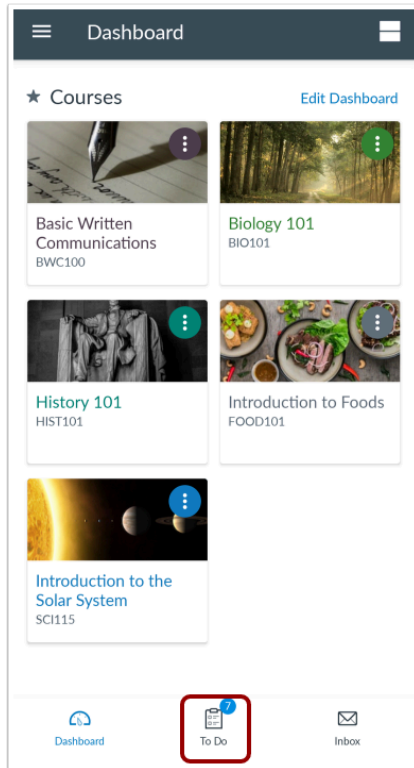 Dashboard
Courses
Edit Dashboard
Basic Written
Communications
BWC100
Biology 101
BIO101
History 101
HIST101
Introduction to Foods
FOOD101
Introduction to the
Solar System
SCI115
7
Dashboard
To Do
Inbox